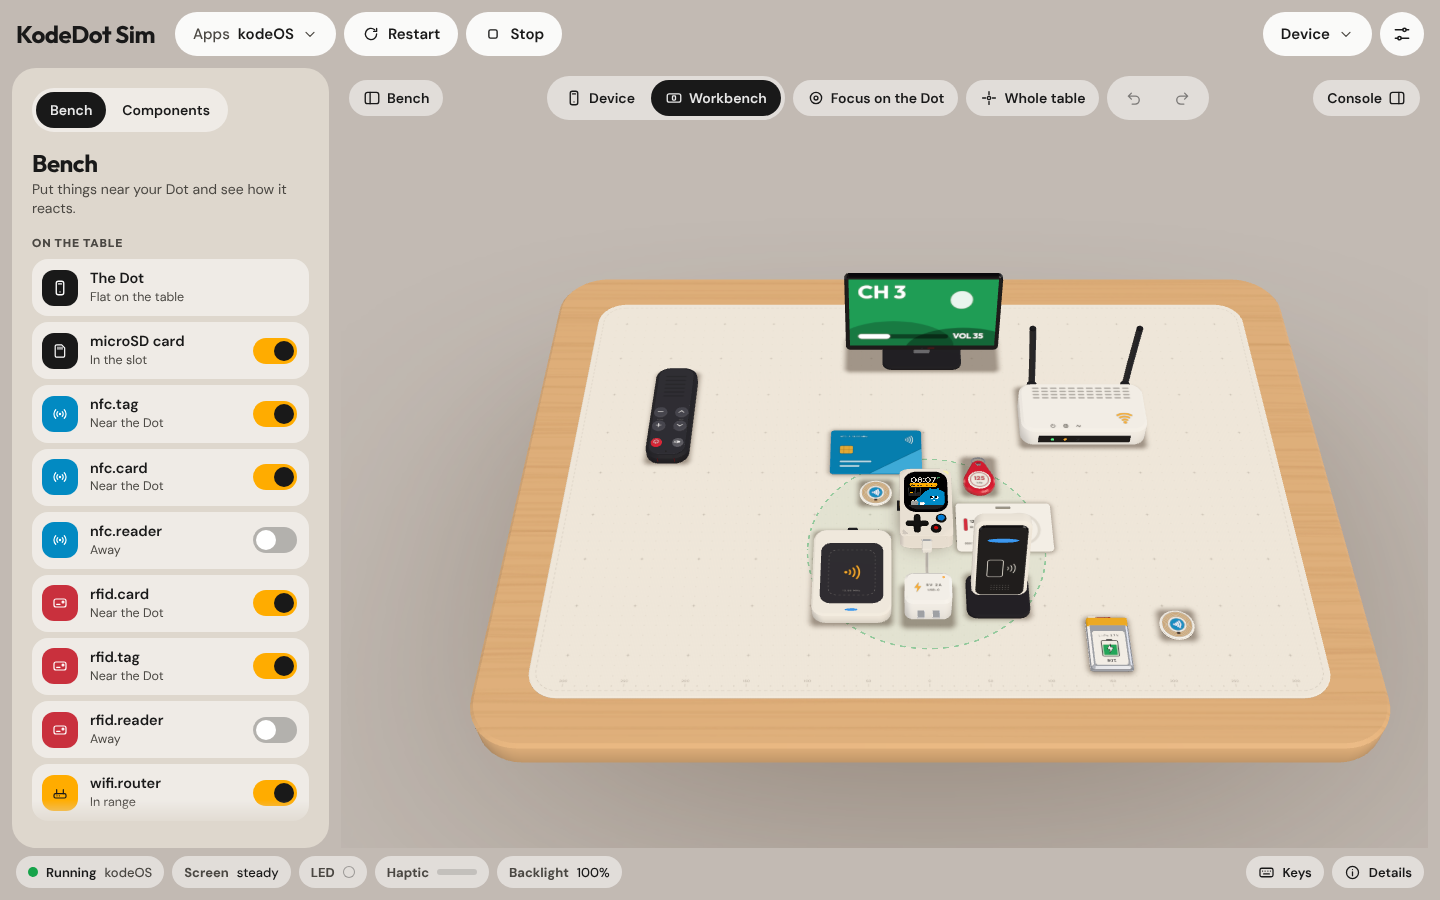 KodeDot Sim
Apps kodeOS
Restart
Stop
Device
Bench
Components
Bench
Put things near your Dot and see how it
reacts.
ON THE TABLE
The Dot
Flat on the table
microSD card
In the slot
nfc.tag
Near the Dot
nfc.card
Near the Dot
nfc.reader
Away
rfid.card
Near the Dot
rfid.tag
Near the Dot
rfid.reader
Away
wifi.router
In range
Bench
Device
Workbench
Focus on the Dot
Whole table
Console
CH 3
VOL 35
08:07
125
Running kodeOS
Screen steady
LED
Haptic
Backlight 100%
Keys
Details